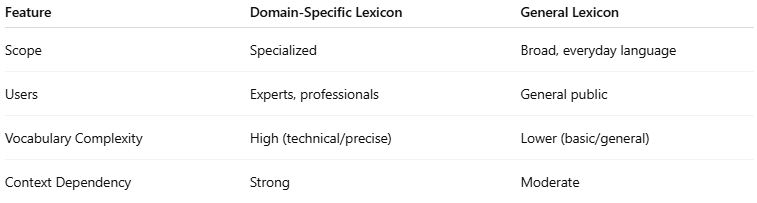 Feature Domain-Specific Lexicon General Lexicon
Scope Specialized Broad, everyday language
Users Experts, professionals General public
Vocabulary Complexity High (technical/precise) Lower (basic/general)
Context Dependency Strong Moderate